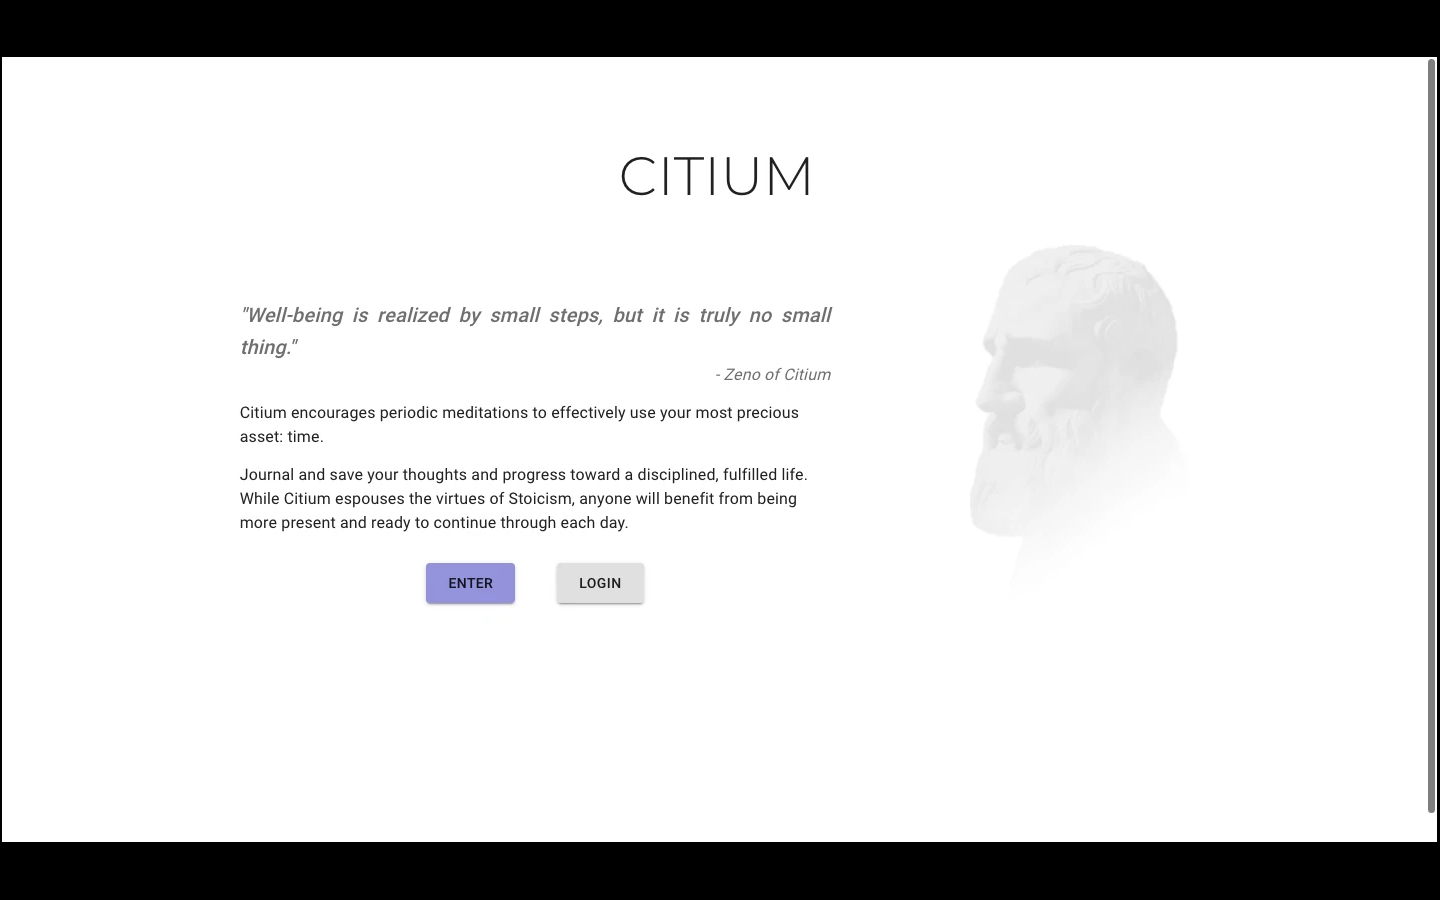 CITIUM
"Well-being is realized by small steps, but it is truly no small
thing."
- Zeno of Citium
Citium encourages periodic meditations to effectively use your most precious
asset: time.
Journal and save your thoughts and progress toward a disciplined, fulfilled life.
While Citium espouses the virtues of Stoicism, anyone will benefit from being
more present and ready to continue through each day.
ENTER
LOGIN